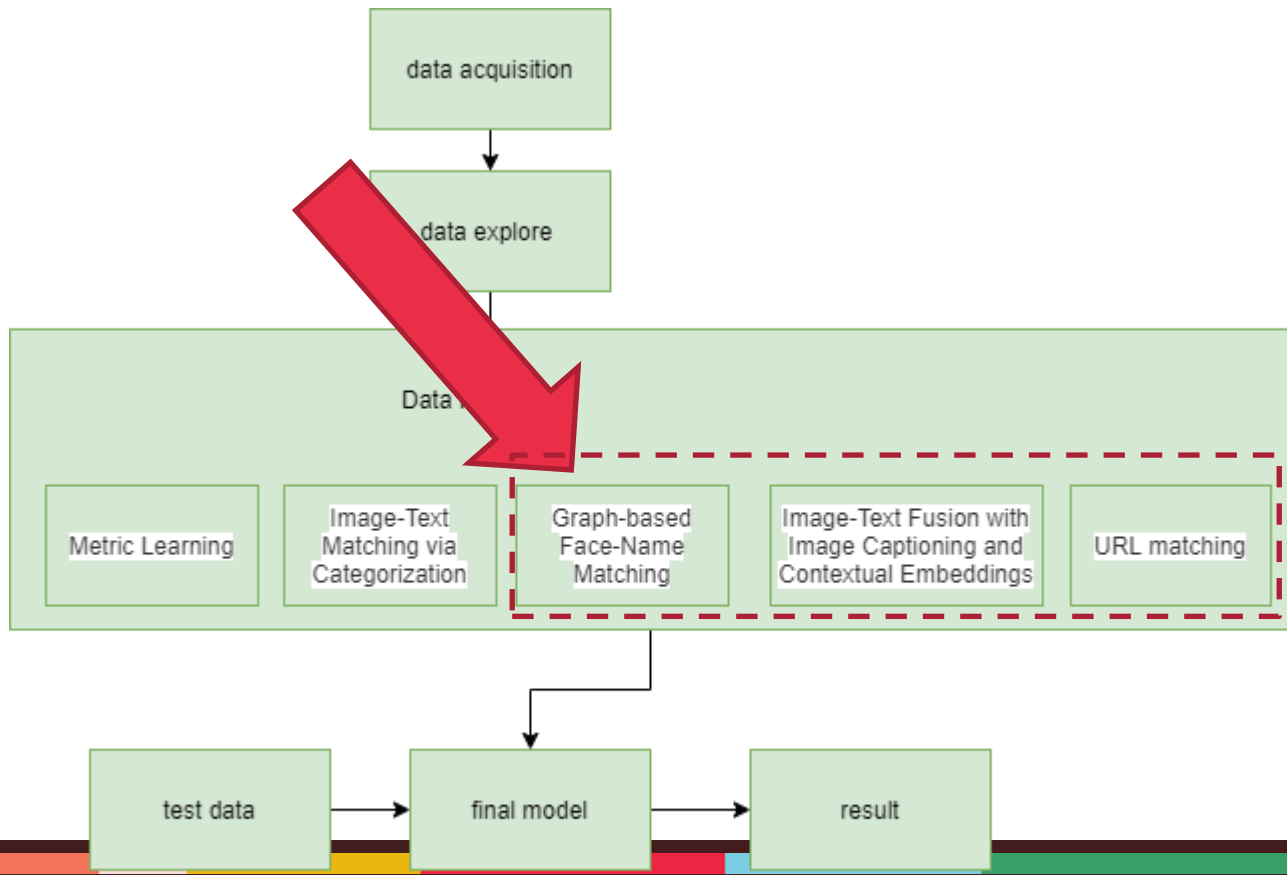 data acquisition
data explore
Data
Metric Learning
Image-Text
Matching via
Categorization
Graph-based
Face-Name
Matching
Image-Text Fusion with
Image Captioning and
Contextual Embeddings
URL matching
test data
final model
result